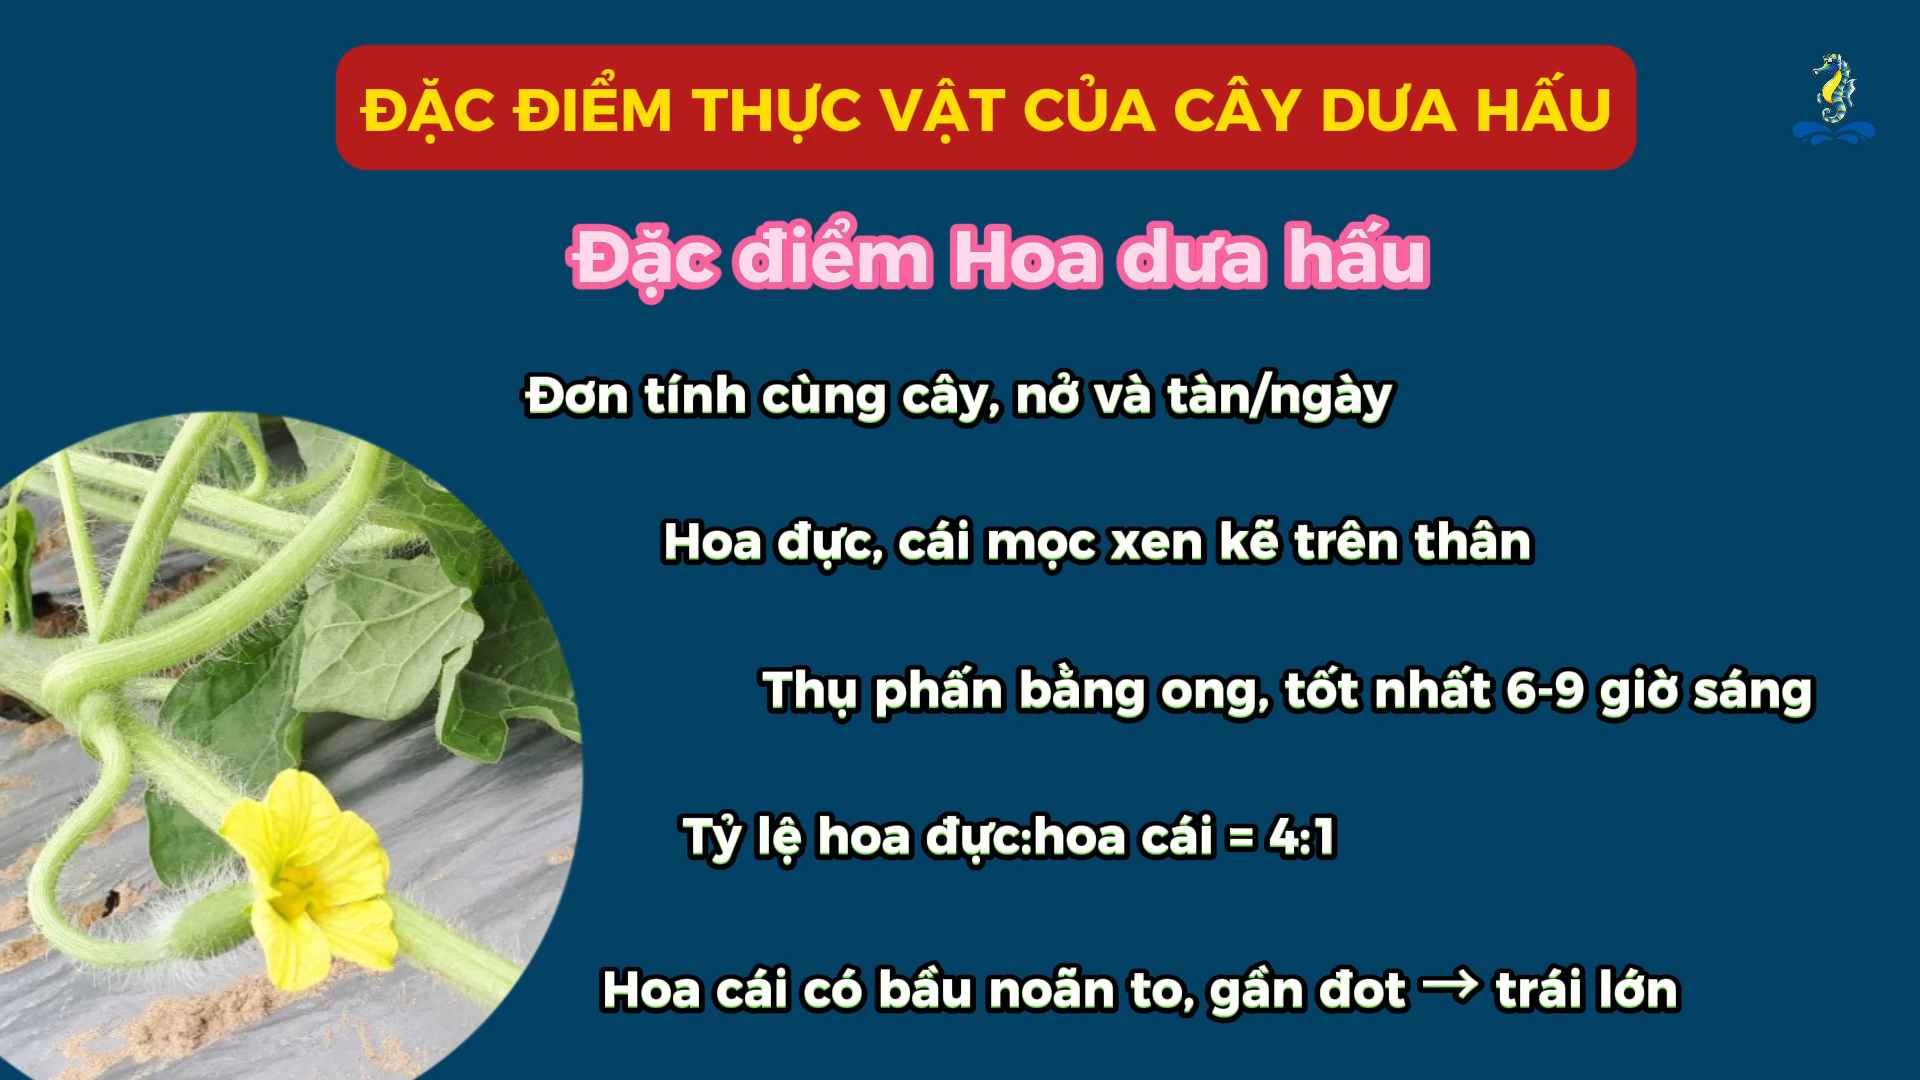 ĐẶC ĐIỂM THỰC VẬT CỦA CÂY DƯA HẤU
Đặc điểm Hoa dưa hấu
Đơn tính cùng cây, nở và tàn/ngày
Hoa đực, cái mọc xen kẽ trên thân
Thụ phấn bằng ong, tốt nhất 6-9 giờ sáng
Tỷ lệ hoa đực:hoa cái = 4:1
Hoa cái có bầu noãn to, gần đot → trái lớn